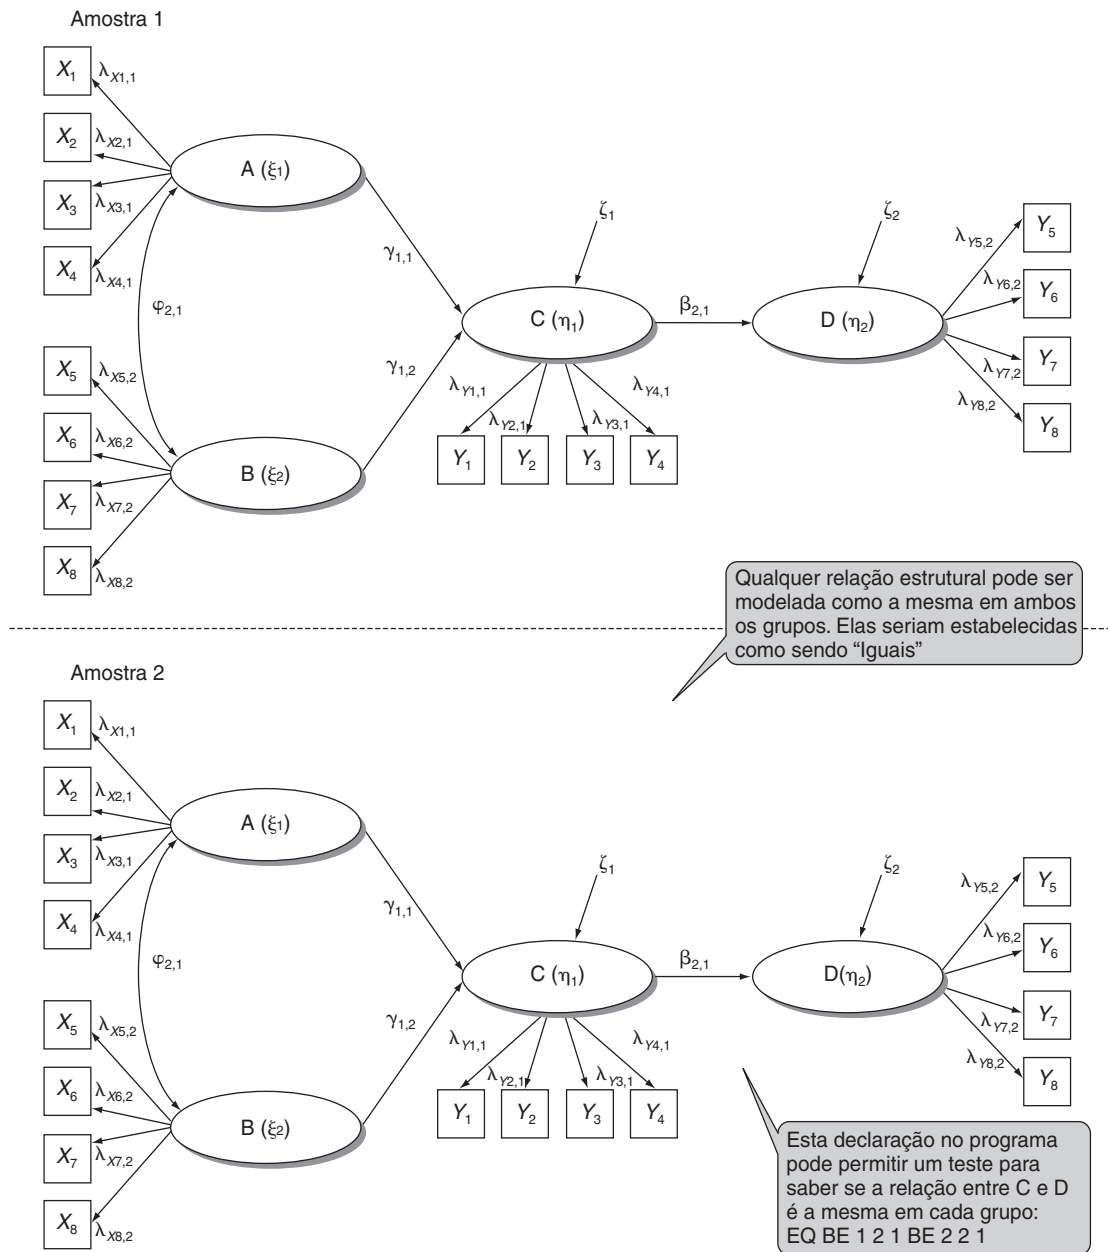 Amostra 1
X1 λX1,1
X2 λX2,1
X3 λX3,1
X4 λX4,1
A (ξ1)
φ2,1
γ1,1
ζ1
ζ2
C (η1)
β2,1
D (η2)
λY5,2 Y5
λY6,2 Y6
λY7,2 Y7
λY8,2 Y8
γ1,2
λY1,1 λY2,1 λY3,1 λY4,1
Y1 Y2 Y3 Y4
X5 λX5,2
X6 λX6,2
X7 λX7,2
X8 λX8,2
B (ξ2)
Qualquer relação estrutural pode ser
modelada como a mesma em ambos
os grupos. Elas seriam estabelecidas
como sendo “Iguais”
Amostra 2
X1 λX1,1
X2 λX2,1
X3 λX3,1
X4 λX4,1
A (ξ1)
φ2,1
γ1,1
ζ1
ζ2
C (η1)
β2,1
D(η2)
λY5,2 Y5
λY6,2 Y6
λY7,2 Y7
λY8,2 Y8
γ1,2
λY1,1 λY2,1 λY3,1 λY4,1
Y1 Y2 Y3 Y4
X5 λX5,2
X6 λX6,2
X7 λX7,2
X8 λX8,2
B (ξ2)
Esta declaração no programa
pode permitir um teste para
saber se a relação entre C e D
é a mesma em cada grupo:
EQ BE 1 2 1 BE 2 2 1